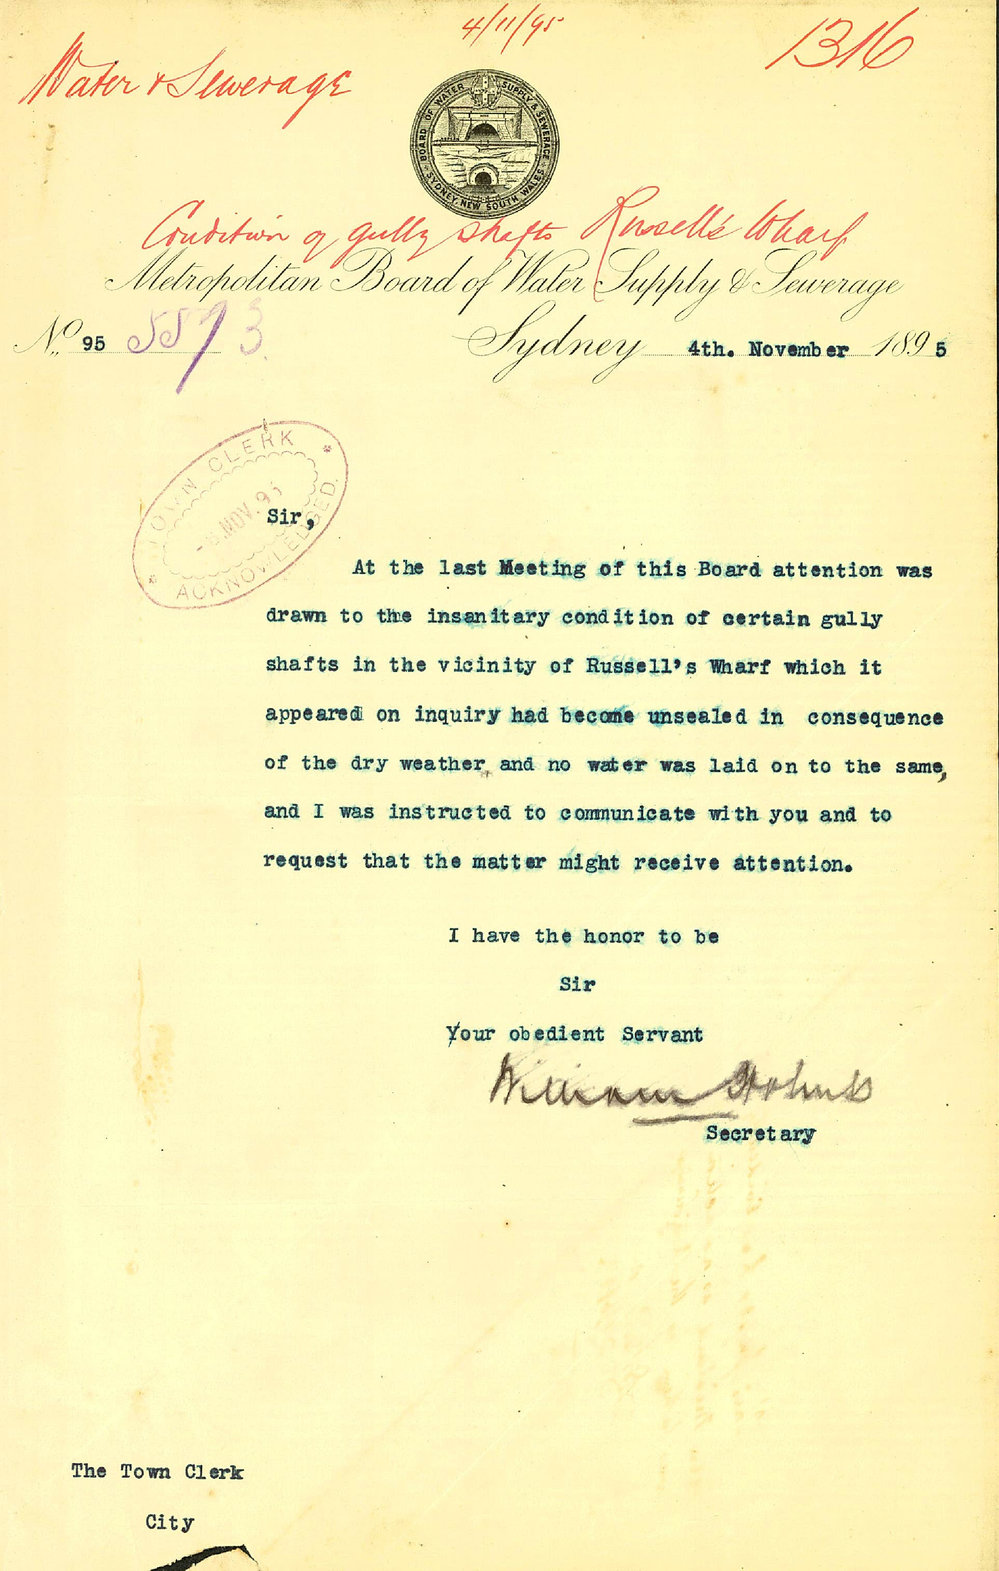 4/11/95
1316
Water & Sewerage
BOARD OF WATER SUPPLY & SEWERAGE
SYDNEY, NEW SOUTH WALES
Condition of gully shafts Russell's Wharf
Metropolitan Board of Water Supply & Sewerage
No. 95 5573
Sydney 4th. November 1895
TOWN CLERK
NOV. 95
ACKNOWLEDGED.
Sir,
At the last Meeting of this Board attention was
drawn to the insanitary condition of certain gully
shafts in the vicinity of Russell's Wharf which it
appeared on inquiry had become unsealed in consequence
of the dry weather, and no water was laid on to the same,
and I was instructed to communicate with you and to
request that the matter might receive attention.
I have the honor to be
Sir
Your obedient Servant
William Holmes
Secretary
The Town Clerk
City